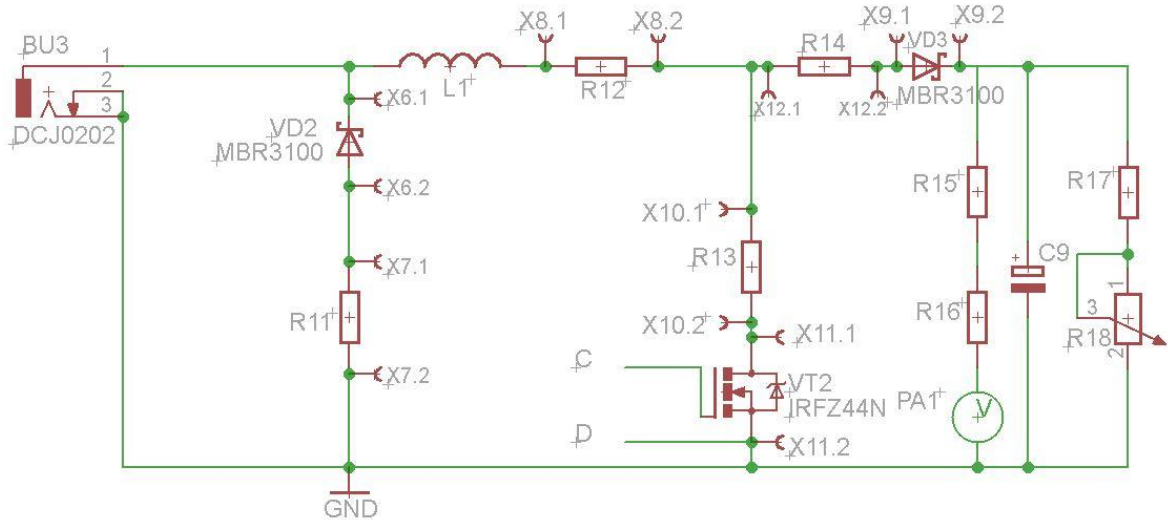 X8.1 X8.2 X9.1 X9.2
BU3 1 R14 VD3
L1 R12
2 X6.1 X12.1 X12.2 MBR3100
3
DCJ0202 VD2
MBR3100
X6.2 R15 R17
X10.1
X7.1 R13 C9
1
R11 X10.2 X11.1 R16 3 R18
2
C VT2
X7.2 IRFZ44N PA1 V
D X11.2
GND